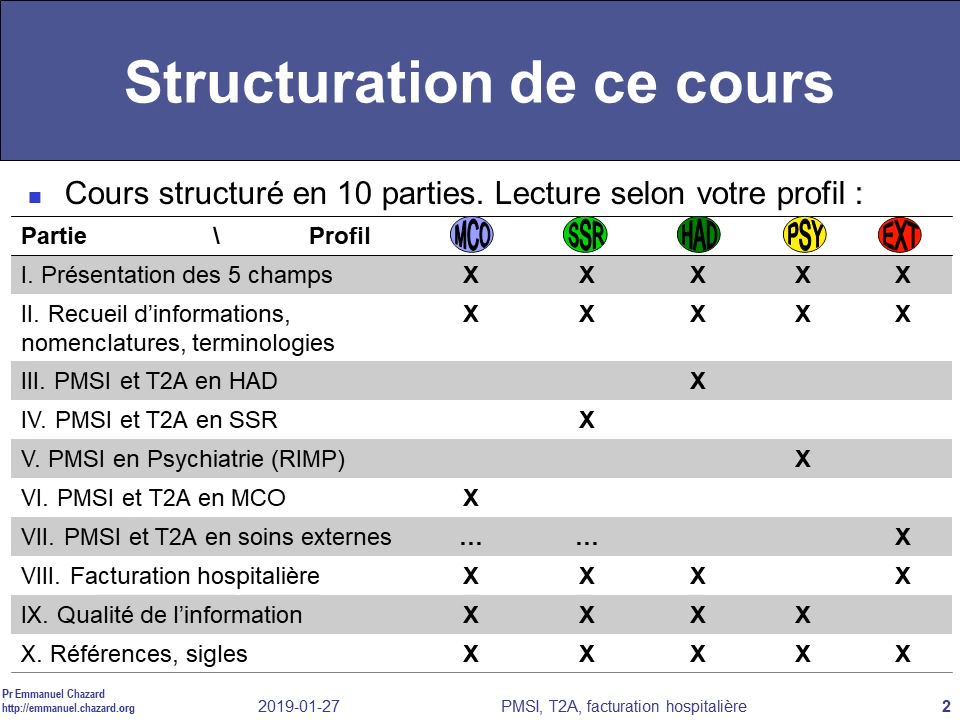 Structuration de ce cours
Cours structuré en 10 parties. Lecture selon votre profil :
Partie \ Profil MCO SSR HAD PSY EXT
I. Présentation des 5 champs X X X X X
II. Recueil d’informations, X X X X X
nomenclatures, terminologies
III. PMSI et T2A en HAD X
IV. PMSI et T2A en SSR X
V. PMSI en Psychiatrie (RIMP) X
VI. PMSI et T2A en MCO X
VII. PMSI et T2A en soins externes … … X
VIII. Facturation hospitalière X X X X
IX. Qualité de l’information X X X X
X. Références, sigles X X X X X
Pr Emmanuel Chazard
http://emmanuel.chazard.org 2019-01-27 PMSI, T2A, facturation hospitalière 2